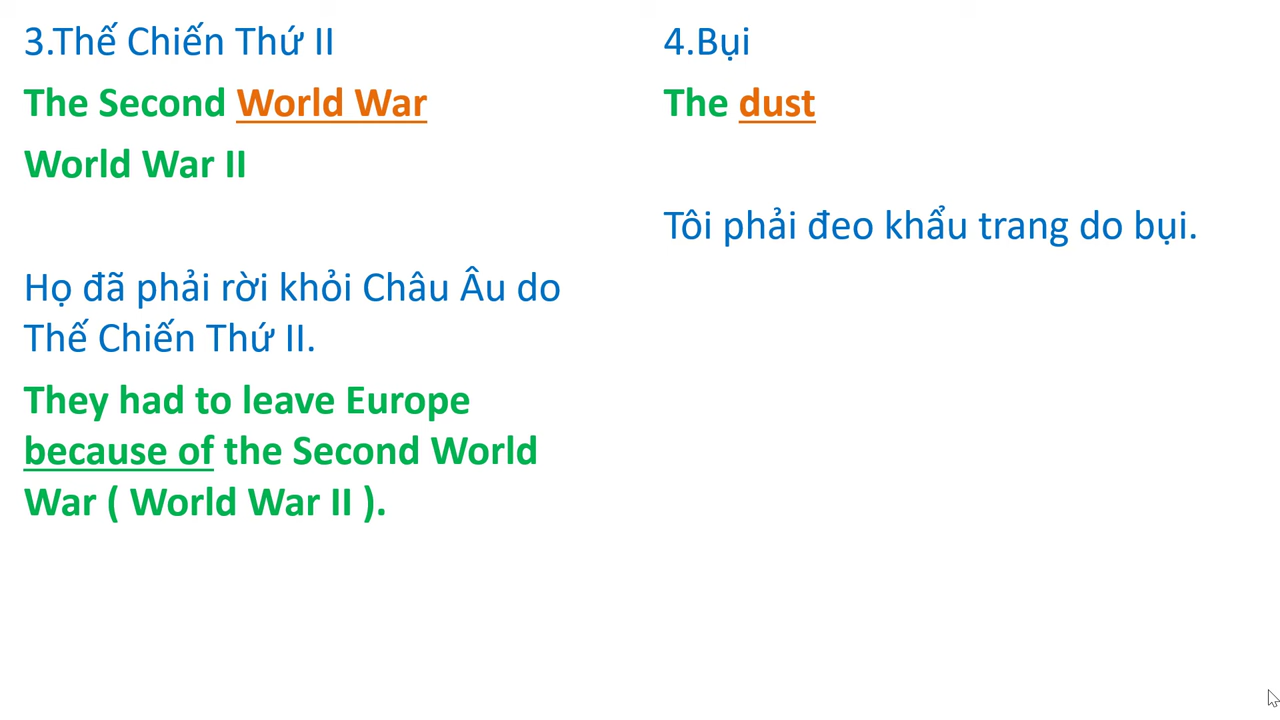 3.Thế Chiến Thứ II
The Second World War
World War II
Họ đã phải rời khỏi Châu Âu do
Thế Chiến Thứ II.
They had to leave Europe
because of the Second World
War ( World War II ).
4.Bụi
The dust
Tôi phải đeo khẩu trang do bụi.